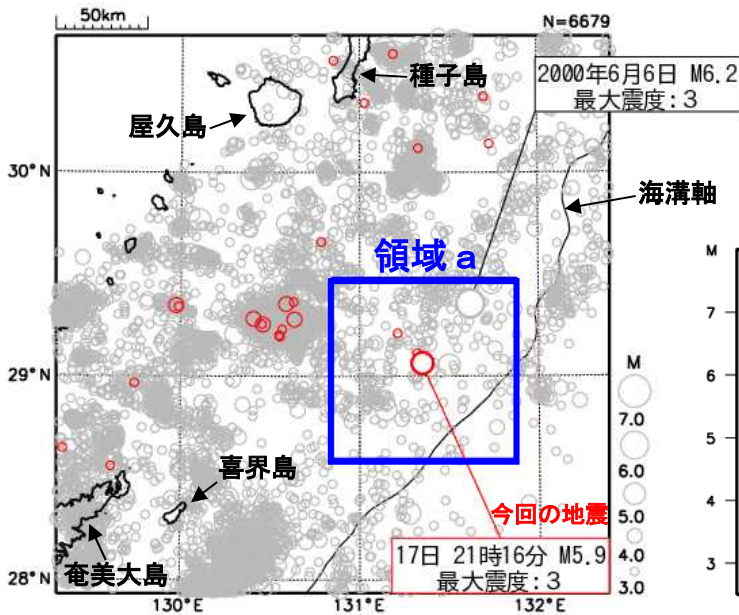 50km
N=6679
2000年6月6日 M6.2
最大震度:3
種子島
屋久島
30°N
海溝軸
領域a
M
7
29°N
6
M
7.0
6.0
5.0
4.0
3.0
5
喜界島
今回の地震
4
17日 21時16分 M5.9
最大震度:3
奄美大島
3
28°N
130°E
131°E
132°E